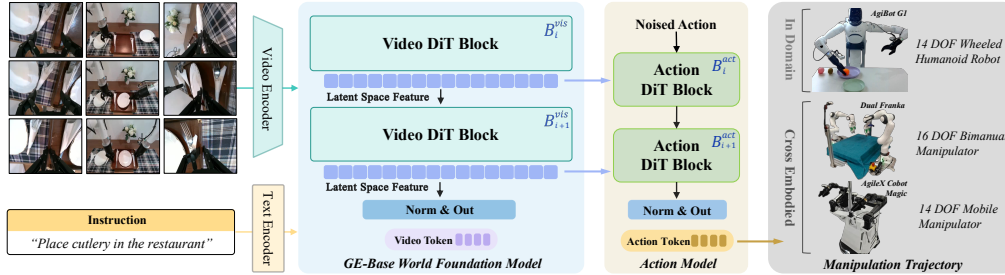 Instruction
“Place cutlery in the restaurant”
Video Encoder
Text Encoder
Video DiT Block
B_i^vis
Latent Space Feature
Video DiT Block
B_{i+1}^vis
Latent Space Feature
Norm & Out
Video Token
GE-Base World Foundation Model
Noised Action
Action
DiT Block
B_i^act
Action
DiT Block
B_{i+1}^act
Norm & Out
Action Token
Action Model
In Domain
AgiBot G1
14 DOF Wheeled
Humanoid Robot
Cross Embodied
Dual Franka
16 DOF Bimanual
Manipulator
AgileX Cobot
Magic
14 DOF Mobile
Manipulator
Manipulation Trajectory